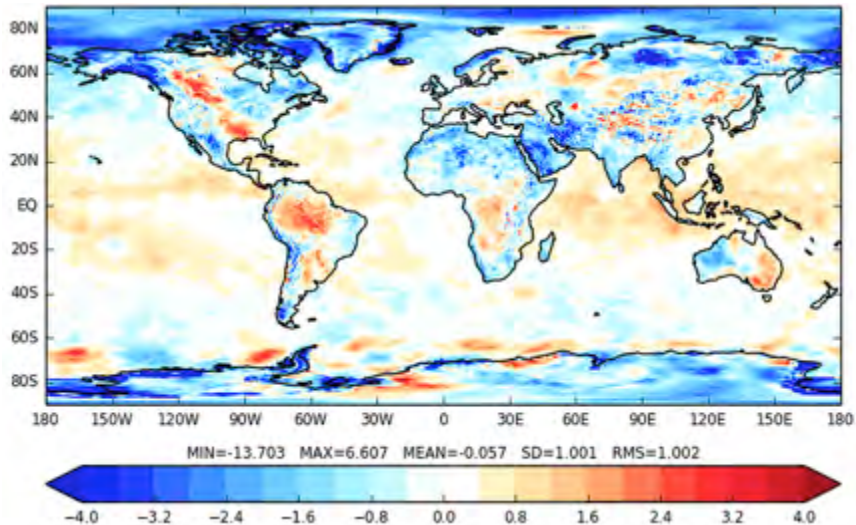 80N
60N
40N
20N
EQ
20S
40S
60S
80S
180 150W 120W 90W 60W 30W 0 30E 60E 90E 120E 150E 180
MIN=-13.703 MAX=6.607 MEAN=-0.057 SD=1.001 RMS=1.002
−4.0 −3.2 −2.4 −1.6 −0.8 0.0 0.8 1.6 2.4 3.2 4.0